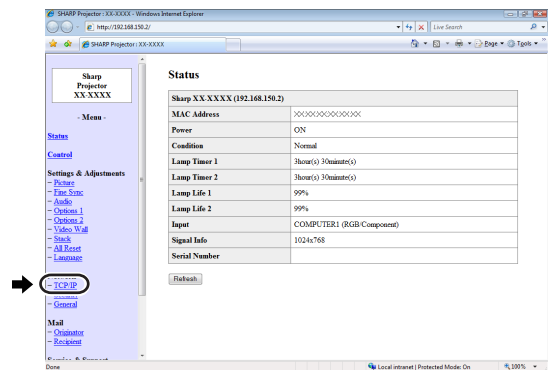 SHARP Projector : XX-XXXX - Windows Internet Explorer
http://192.168.150.2/
Live Search
SHARP Projector : XX-XXXX
Page
Tools
Sharp
Projector
XX-XXXX
- Menu -
Status
Control
Settings & Adjustments
- Picture
- Fine Sync
- Audio
- Options 1
- Options 2
- Video Wall
- Stack
- All Reset
- Language
- TCP/IP
- General
Mail
- Originator
- Recipient
Service & Support
Status
Sharp XX-XXXX (192.168.150.2)
MAC Address XXXXXXXXXXXX
Power ON
Condition Normal
Lamp Timer 1 3hour(s) 30minute(s)
Lamp Timer 2 3hour(s) 30minute(s)
Lamp Life 1 99%
Lamp Life 2 99%
Input COMPUTER1 (RGB/Component)
Signal Info 1024x768
Serial Number
Refresh
Done
Local intranet | Protected Mode: On
100%